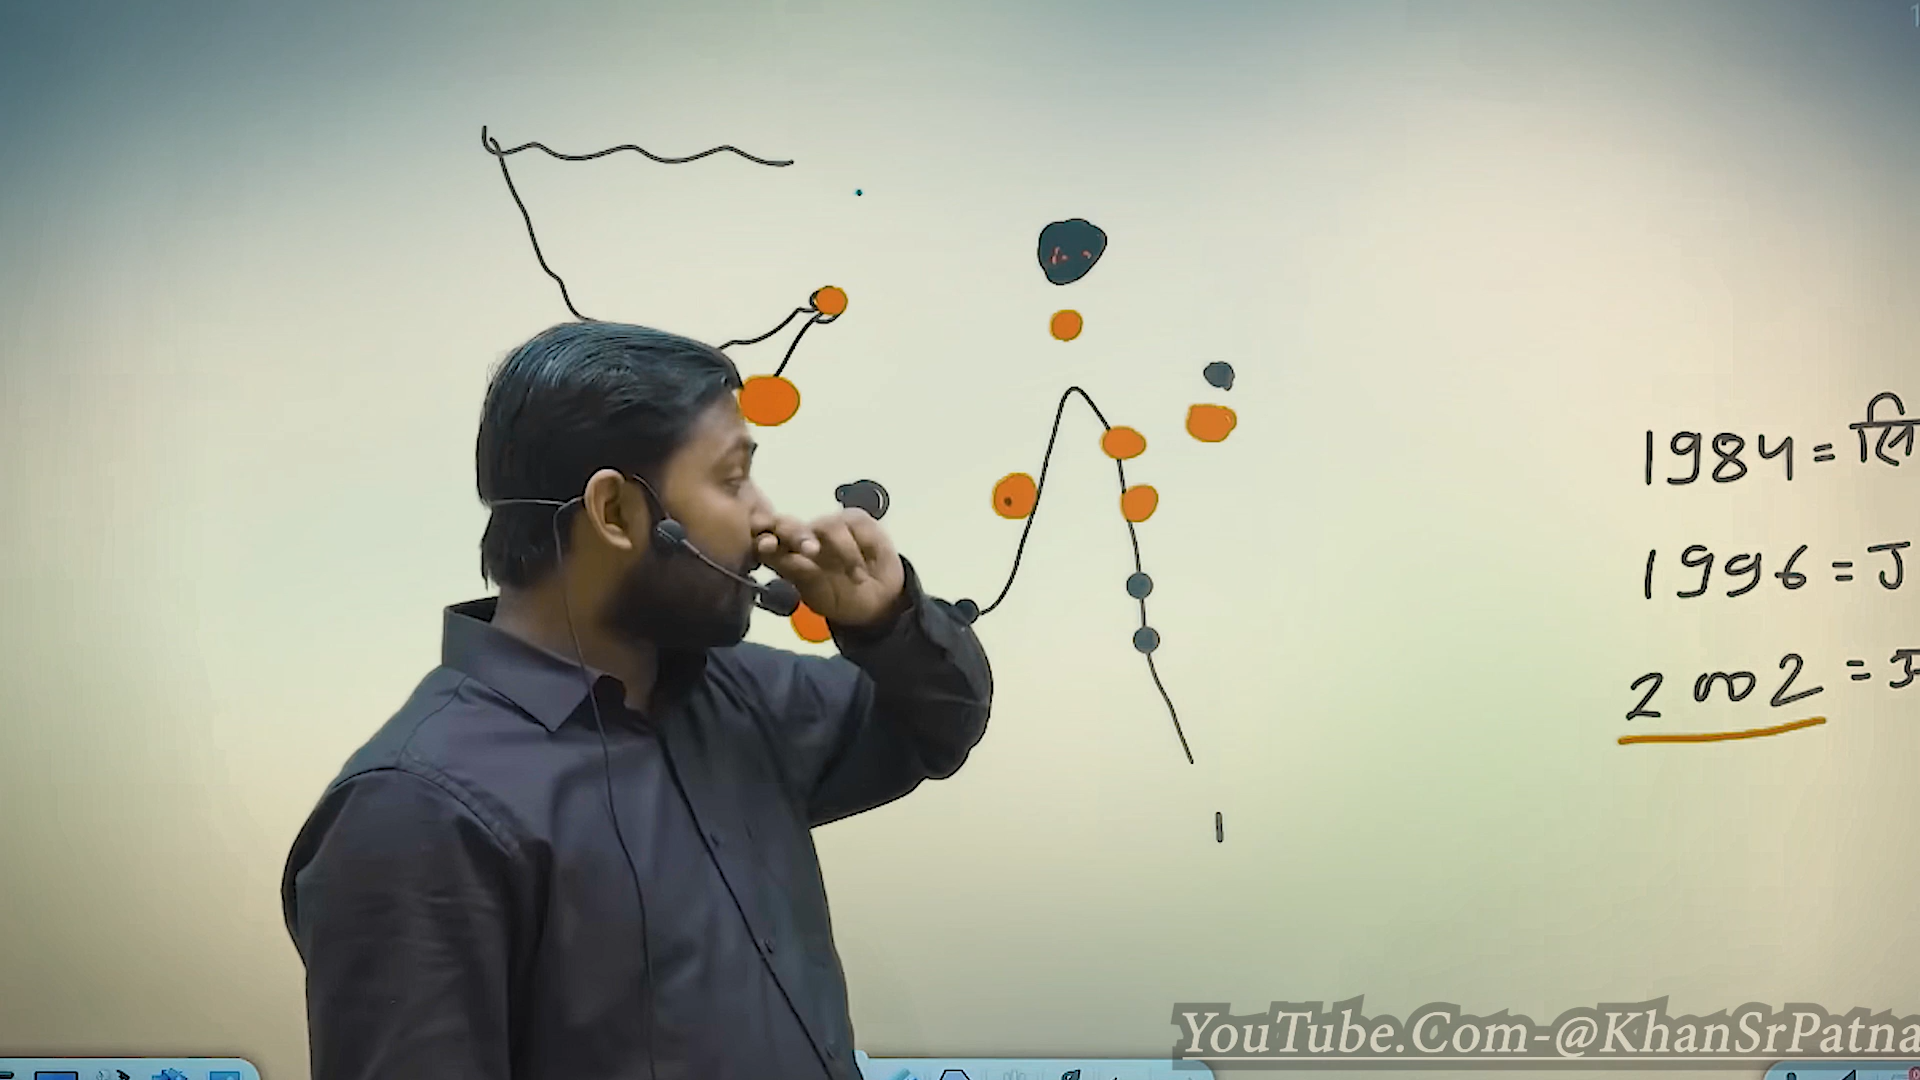 1984 = सि
1996 = J
2002 =
YouTube.Com-@KhanSrPatna